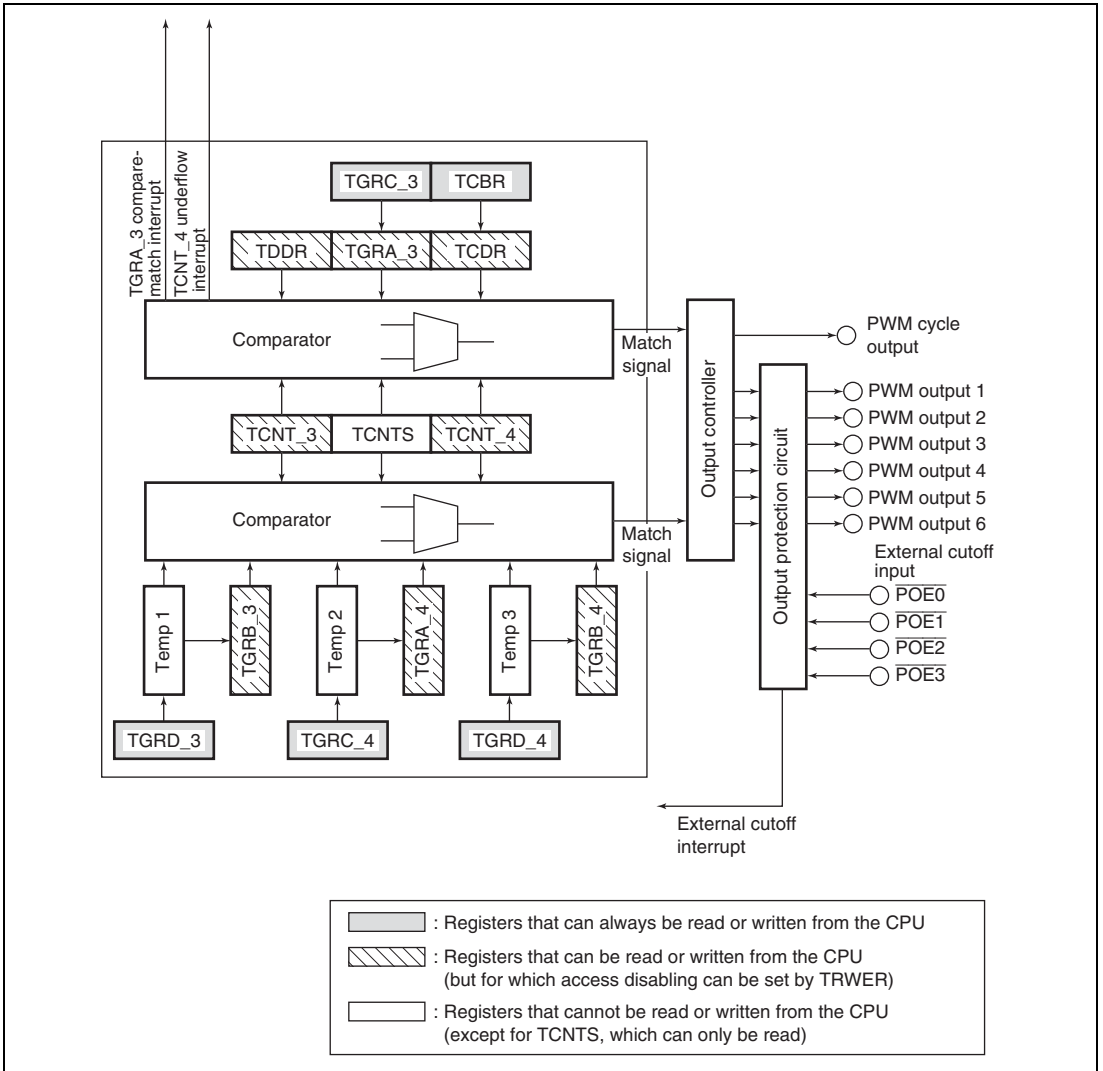 TGRA_3 compare-
match interrupt
TCNT_4 underflow
interrupt
TGRC_3
TCBR
TDDR
TGRA_3
TCDR
Comparator
Match
signal
TCNT_3
TCNTS
TCNT_4
Comparator
Match
signal
Output controller
Output protection circuit
PWM cycle
output
PWM output 1
PWM output 2
PWM output 3
PWM output 4
PWM output 5
PWM output 6
External cutoff
input
POE0
POE1
POE2
POE3
Temp 1
TGRB_3
Temp 2
TGRA_4
Temp 3
TGRB_4
TGRD_3
TGRC_4
TGRD_4
External cutoff
interrupt
: Registers that can always be read or written from the CPU
: Registers that can be read or written from the CPU
(but for which access disabling can be set by TRWER)
: Registers that cannot be read or written from the CPU
(except for TCNTS, which can only be read)